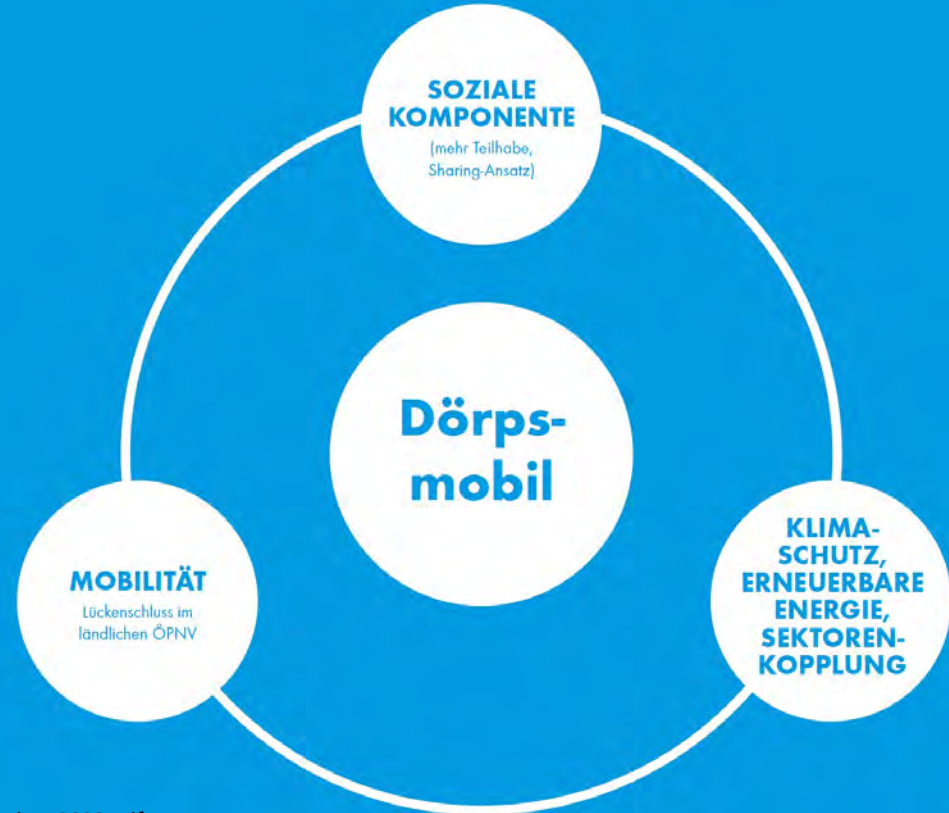 SOZIALE
KOMPONENTE
(mehr Teilhabe,
Sharing-Ansatz)
Dörps-
mobil
MOBILITÄT
Lückenschluss im
ländlichen ÖPNV
KLIMA-
SCHUTZ,
ERNEUERBARE
ENERGIE,
SEKTOREN-
KOPPLUNG